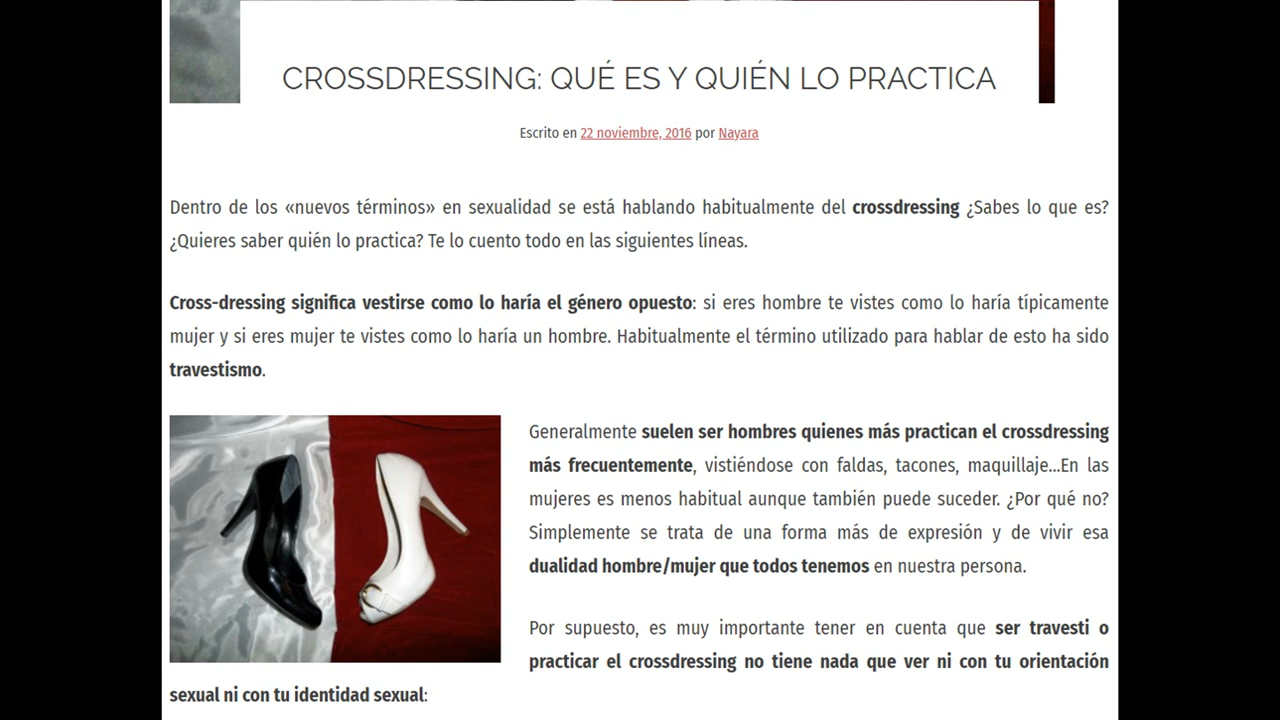 CROSSDRESSING: QUÉ ES Y QUIÉN LO PRACTICA
Escrito en 22 noviembre, 2016 por Nayara
Dentro de los «nuevos términos» en sexualidad se está hablando habitualmente del crossdressing ¿Sabes lo que es?
¿Quieres saber quién lo practica? Te lo cuento todo en las siguientes líneas.
Cross-dressing significa vestirse como lo haría el género opuesto: si eres hombre te vistes como lo haría típicamente
mujer y si eres mujer te vistes como lo haría un hombre. Habitualmente el término utilizado para hablar de esto ha sido
travestismo.
Generalmente suelen ser hombres quienes más practican el crossdressing
más frecuentemente, vistiéndose con faldas, tacones, maquillaje...En las
mujeres es menos habitual aunque también puede suceder. ¿Por qué no?
Simplemente se trata de una forma más de expresión y de vivir esa
dualidad hombre/mujer que todos tenemos en nuestra persona.
Por supuesto, es muy importante tener en cuenta que ser travesti o
practicar el crossdressing no tiene nada que ver ni con tu orientación
sexual ni con tu identidad sexual: